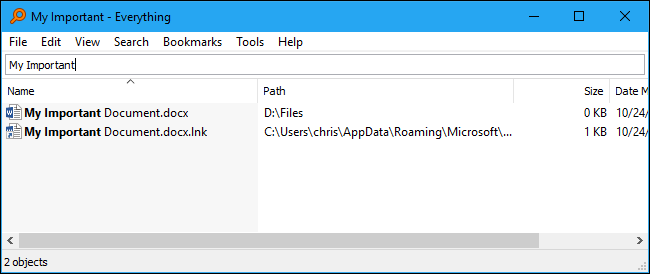 My Important - Everything
File Edit View Search Bookmarks Tools Help
My Important
Name Path Size Date M
My Important Document.docx D:\Files 0 KB 10/24/
My Important Document.docx.lnk C:\Users\chris\AppData\Roaming\Microsoft\... 1 KB 10/24/
2 objects